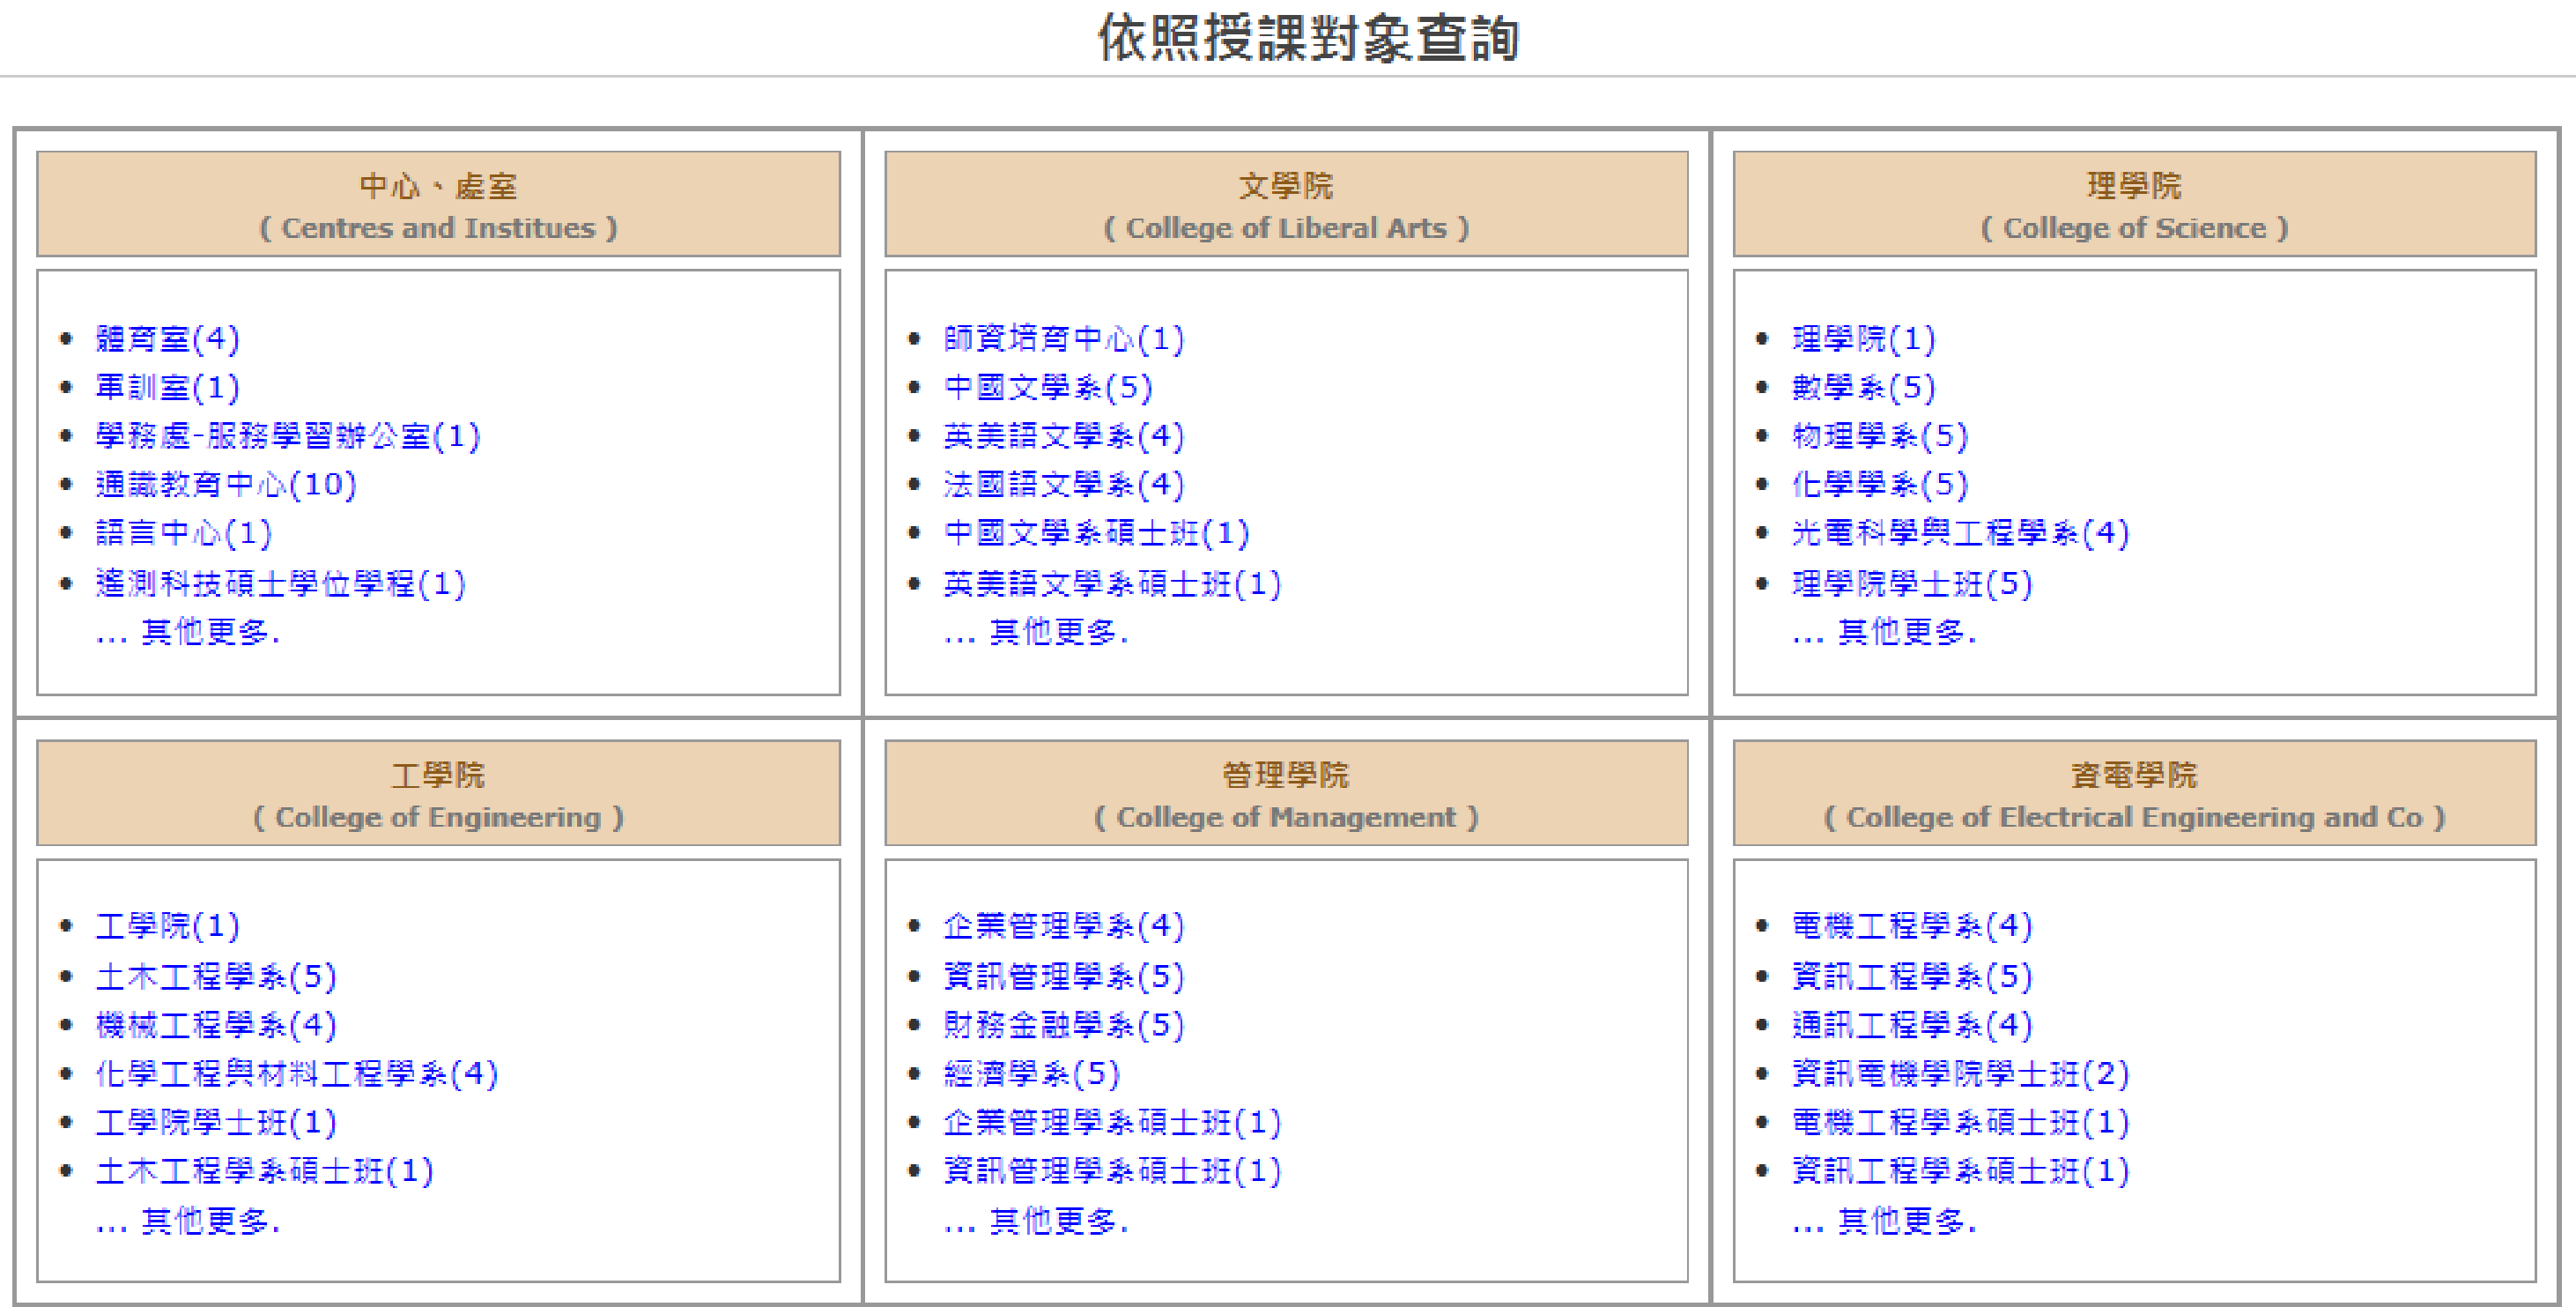 依照授課對象查詢
中心、處室
( Centres and Institues )
體育室(4)
軍訓室(1)
學務處-服務學習辦公室(1)
通識教育中心(10)
語言中心(1)
遙測科技碩士學位學程(1)
... 其他更多.
文學院
( College of Liberal Arts )
師資培育中心(1)
中國文學系(5)
英美語文學系(4)
法國語文學系(4)
中國文學系碩士班(1)
英美語文學系碩士班(1)
... 其他更多.
理學院
( College of Science )
理學院(1)
數學系(5)
物理學系(5)
化學學系(5)
光電科學與工程學系(4)
理學院學士班(5)
... 其他更多.
工學院
( College of Engineering )
工學院(1)
土木工程學系(5)
機械工程學系(4)
化學工程與材料工程學系(4)
工學院學士班(1)
土木工程學系碩士班(1)
... 其他更多.
管理學院
( College of Management )
企業管理學系(4)
資訊管理學系(5)
財務金融學系(5)
經濟學系(5)
企業管理學系碩士班(1)
資訊管理學系碩士班(1)
... 其他更多.
資電學院
( College of Electrical Engineering and Co )
電機工程學系(4)
資訊工程學系(5)
通訊工程學系(4)
資訊電機學院學士班(2)
電機工程學系碩士班(1)
資訊工程學系碩士班(1)
... 其他更多.